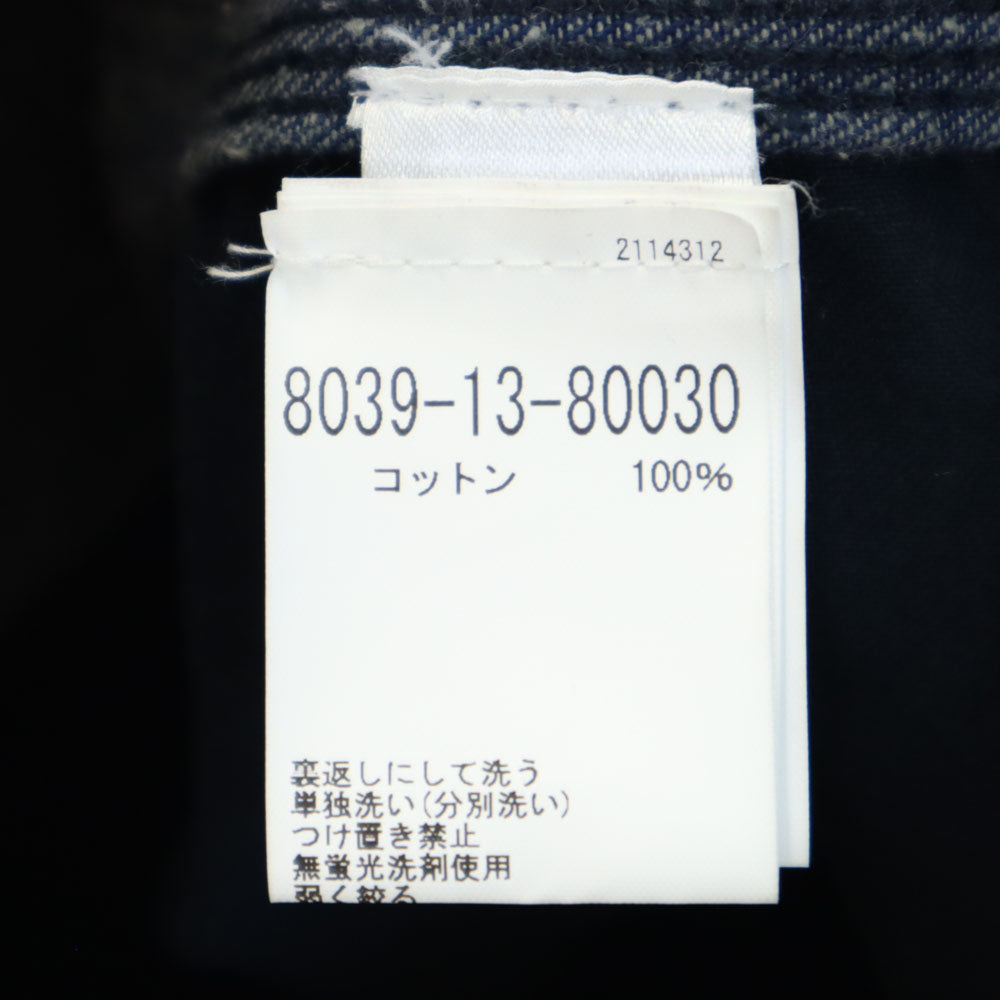 2114312
8039-13-80030
コットン 100%
裏返しにして洗う
単独洗い(分別洗い)
つけ置き禁止
無蛍光洗剤使用
弱く絞る